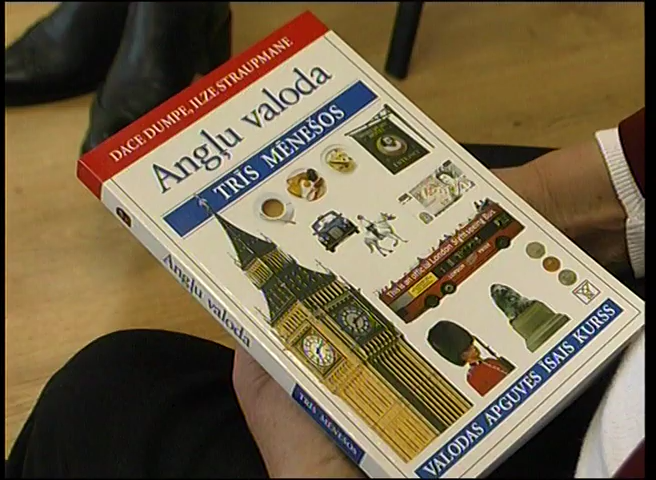 DACE DUMPE, ILZE STRAUPMANE
Angļu valoda
TRĪS MĒNEŠOS
This is an official London Sightseeing Bus
VALODAS APGUVES ĪSAIS KURSS
Angļu valoda
TRĪS MĒNEŠOS